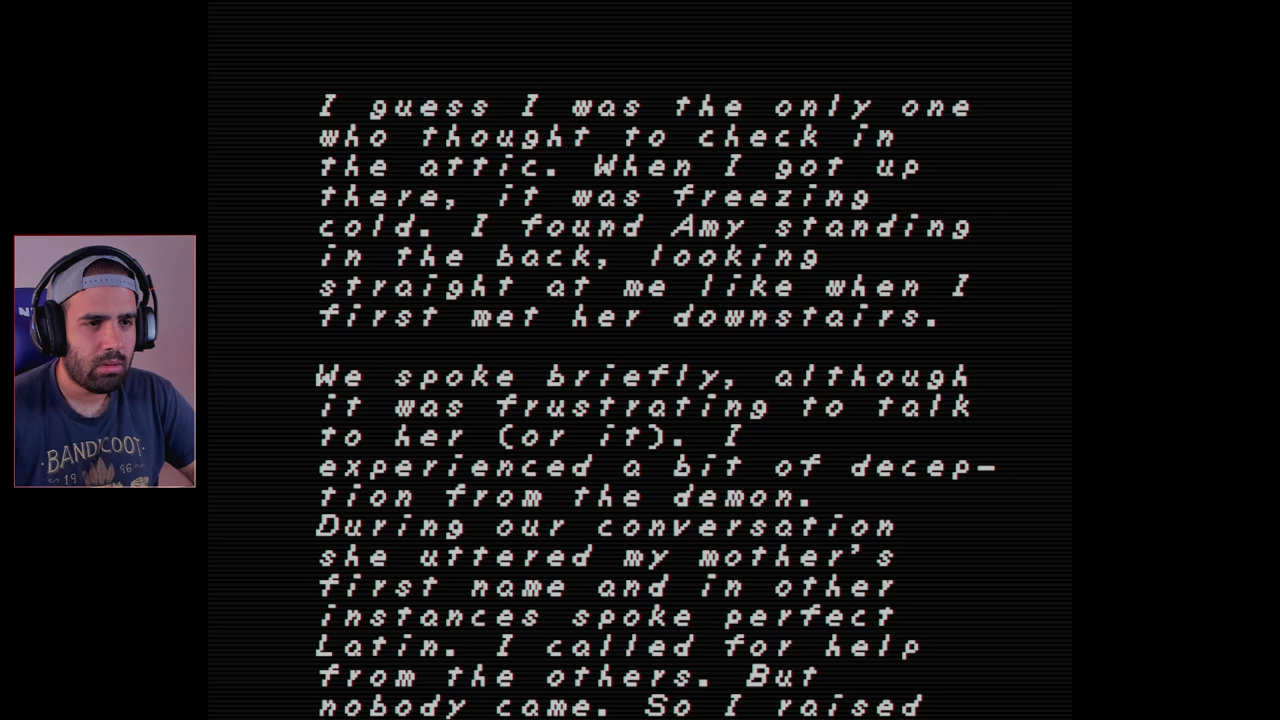 I guess I was the only one
who thought to check in
the attic. When I got up
there, it was freezing
cold. I found Amy standing
in the back, looking
straight at me like when I
first met her downstairs.
We spoke briefly, although
it was frustrating to talk
to her (or it). I
experienced a bit of decep-
tion from the demon.
During our conversation
she uttered my mother's
first name and in other
instances spoke perfect
Latin. I called for help
from the others. But
nobody came. So I raised
BANDICOOT
19 96